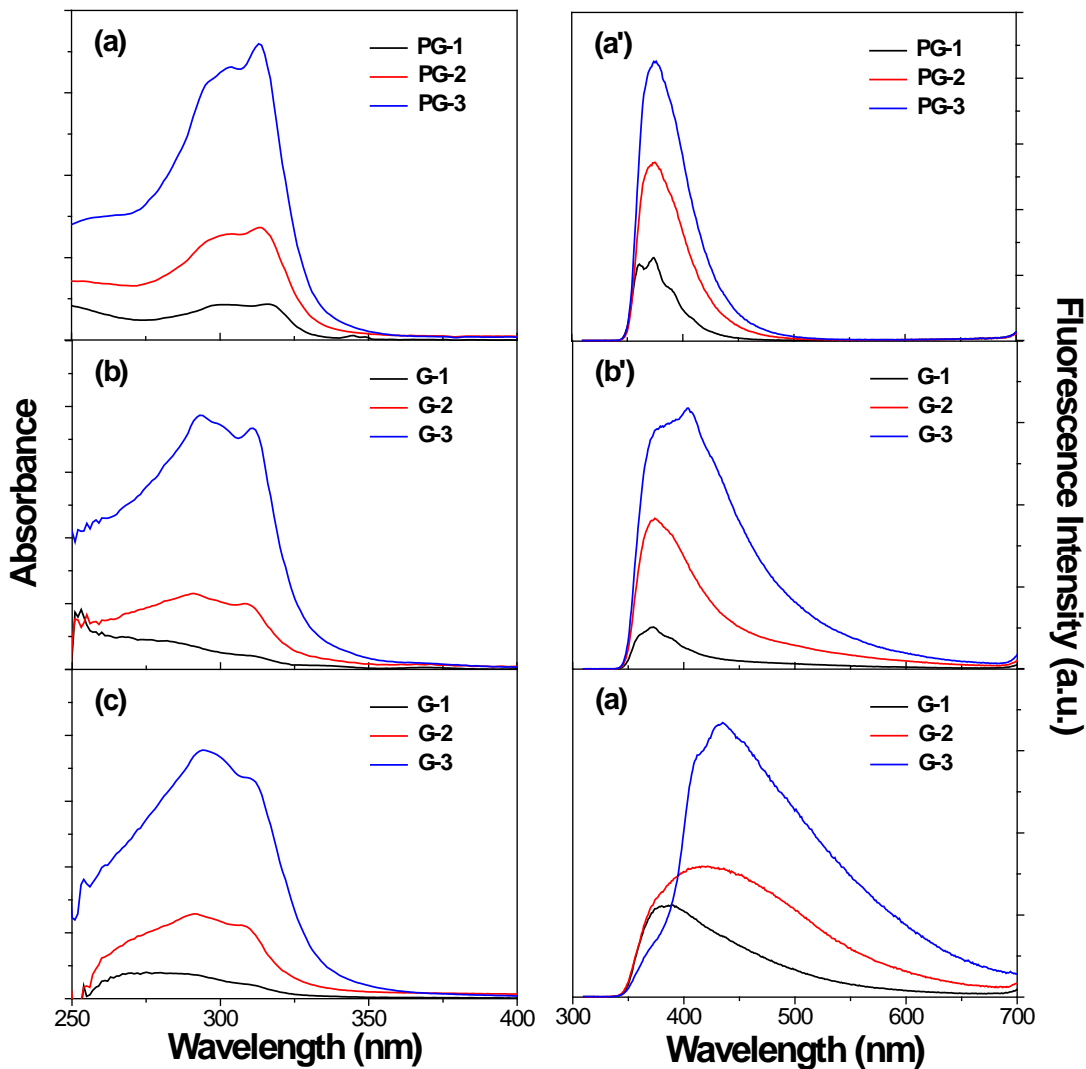 Absorbance
(a)
PG-1
PG-2
PG-3
(a')
PG-1
PG-2
PG-3
(b)
G-1
G-2
G-3
(b')
G-1
G-2
G-3
(c)
G-1
G-2
G-3
(a)
G-1
G-2
G-3
250 300 350 400
300 400 500 600 700
Wavelength (nm)
Wavelength (nm)
Fluorescence Intensity (a.u.)